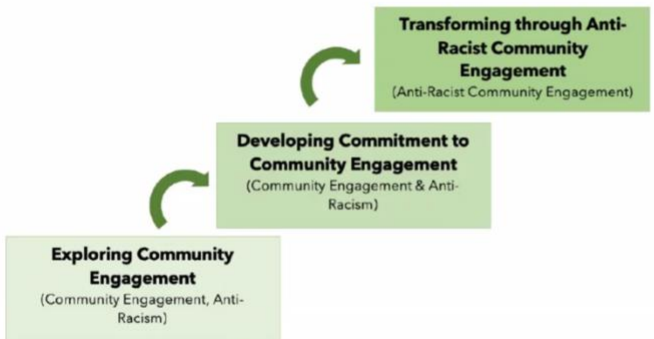 Transforming through Anti-
Racist Community
Engagement
(Anti-Racist Community Engagement)
Developing Commitment to
Community Engagement
(Community Engagement & Anti-
Racism)
Exploring Community
Engagement
(Community Engagement, Anti-
Racism)